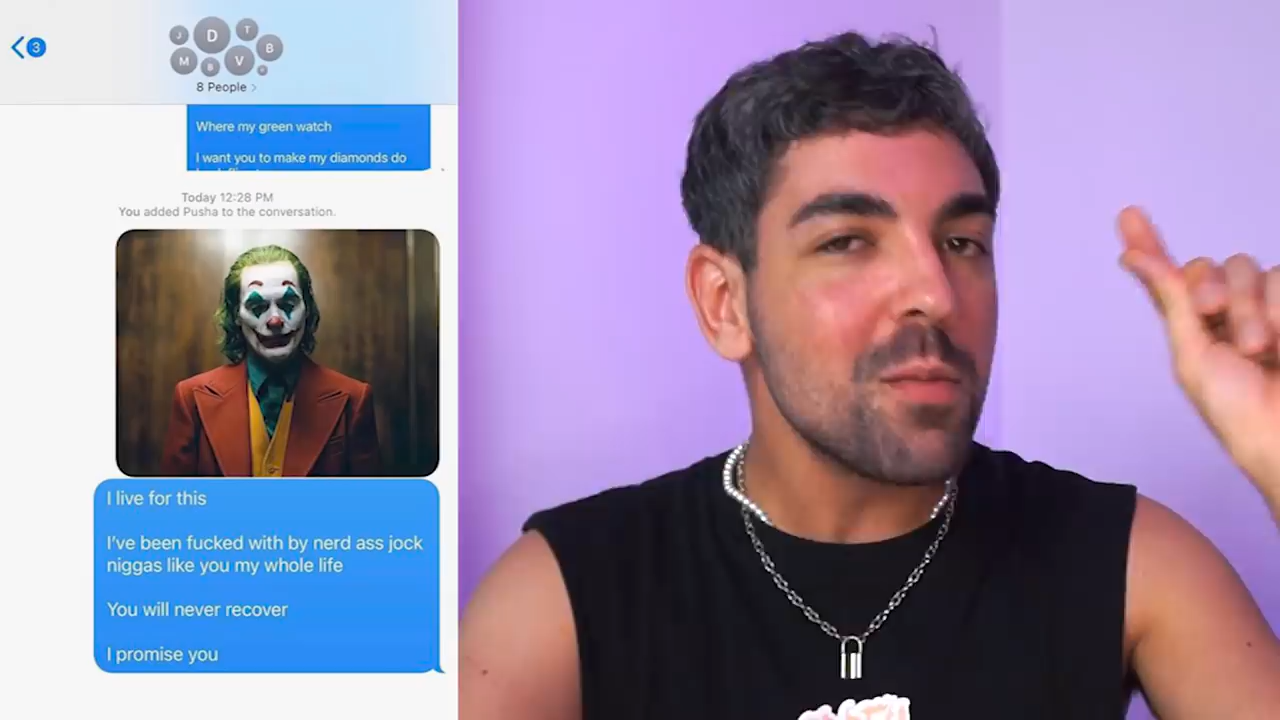 3
J
D
T
M
B
V
B
8 People >
Where my green watch
I want you to make my diamonds do
Today 12:28 PM
You added Pusha to the conversation.
I live for this
I've been fucked with by nerd ass jock
niggas like you my whole life
You will never recover
I promise you